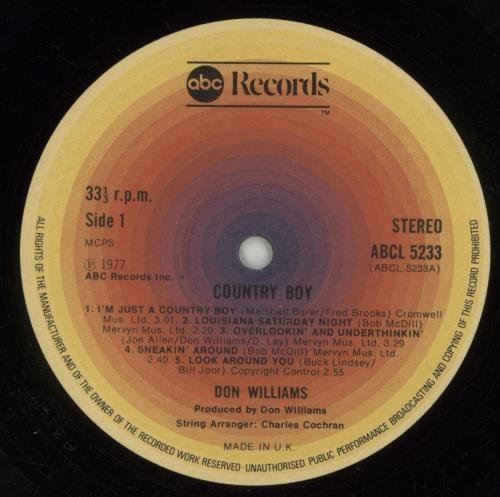 abc Records
™
33⅓ r.p.m.
Side 1
MCPS
℗ 1977
ABC Records Inc.
STEREO
ABCL 5233
(ABCL.5233A)
COUNTRY BOY
1. I'M JUST A COUNTRY BOY (Marshall Barer/Fred Brooks) Cromwell
Mus. Ltd. 3.01. 2. LOUISIANA SATURDAY NIGHT (Bob McDill)
Mervyn Mus. Ltd. 2.20. 3. OVERLOOKIN' AND UNDERTHINKIN'
(Joe Allen/Don Williams/D. Lay) Mervyn Mus. Ltd. 3.29
4. SNEAKIN' AROUND (Bob McDill) Mervyn Mus. Ltd.
2.40. 5. LOOK AROUND YOU (Buck Lindsey/
Bill Joor) Copyright Control 2.55
DON WILLIAMS
Produced by Don Williams
String Arranger: Charles Cochran
MADE IN U.K.
ALL RIGHTS OF THE MANUFACTURER AND OF THE OWNER OF THE RECORDED WORK RESERVED·UNAUTHORISED PUBLIC PERFORMANCE BROADCASTING AND COPYING OF THIS RECORD PROHIBITED